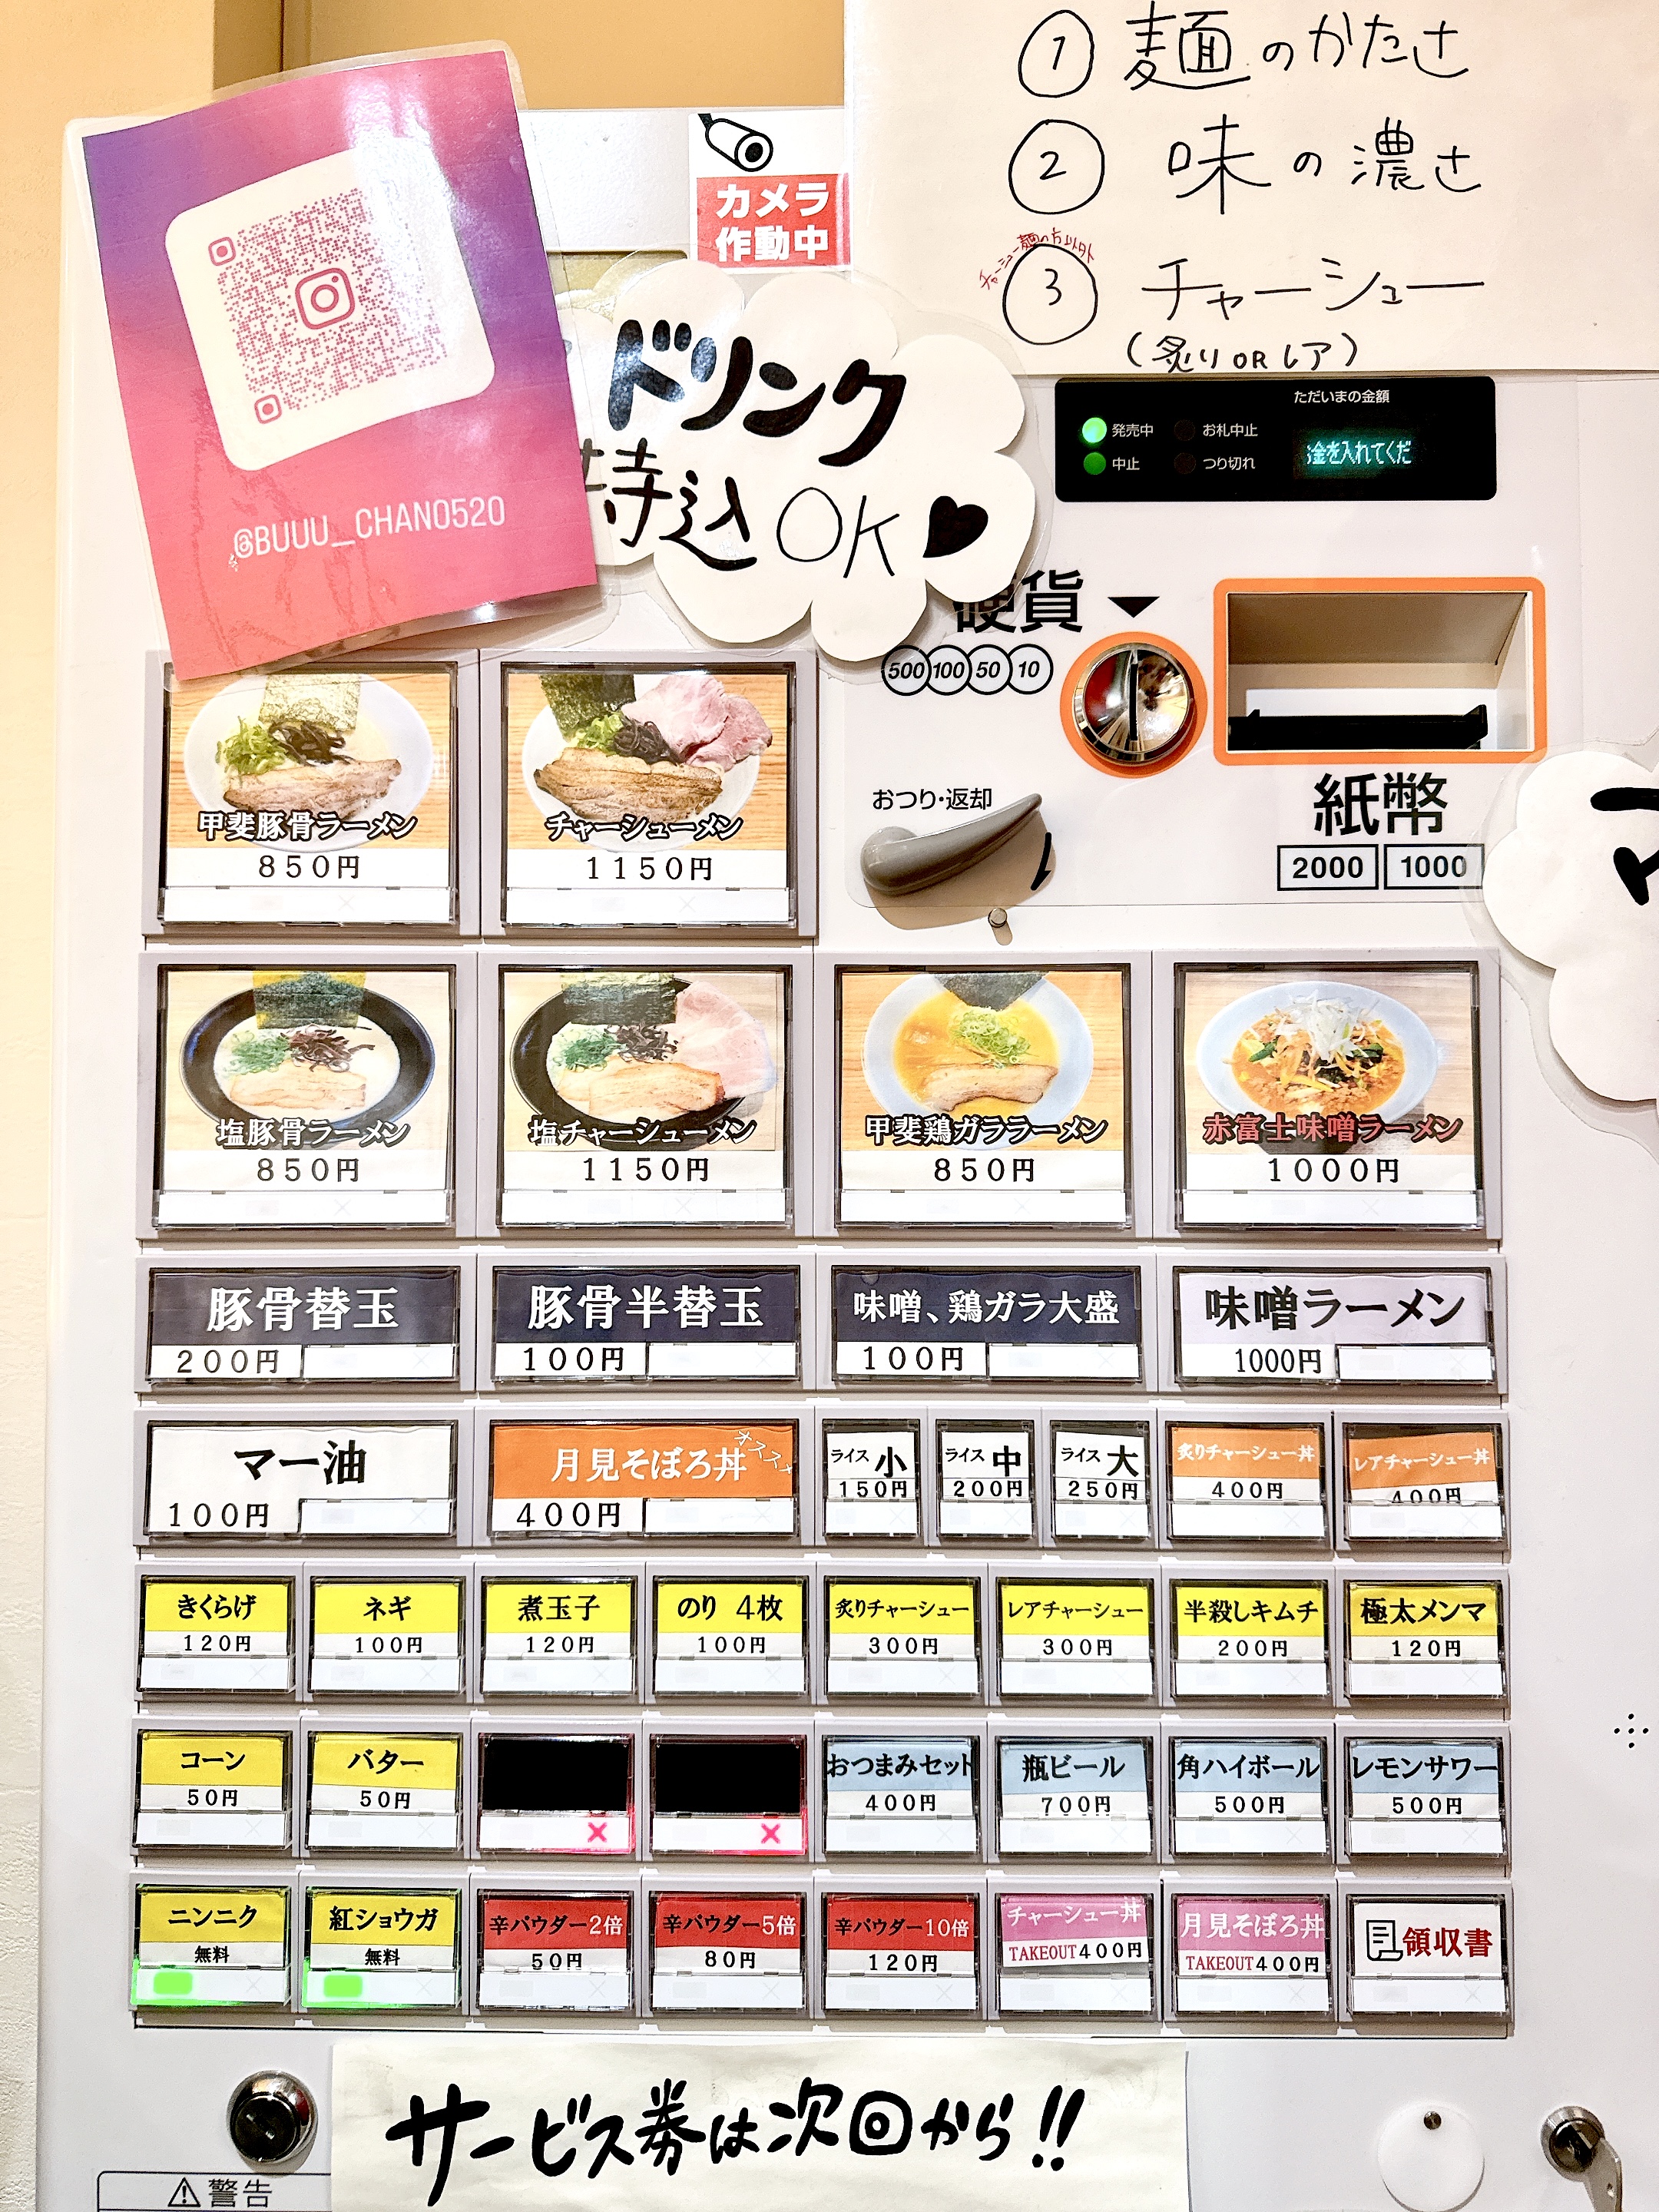 ① 麺のかたさ
② 味の濃さ
チャーシュー麺の方以外
③ チャーシュー
(炙り OR レア)
カメラ
作動中
@BUUU_CHAN0520
ドリンク
持込OK
ただいまの金額
発売中 お札中止
中止 つり切れ
金を入れてくだ
硬貨
500 100 50 10
おつり・返却
紙幣
2000 1000
甲斐豚骨ラーメン
850円
チャーシューメン
1150円
塩豚骨ラーメン
850円
塩チャーシューメン
1150円
甲斐鶏ガララーメン
850円
赤富士味噌ラーメン
1000円
豚骨替玉
200円
豚骨半替玉
100円
味噌、鶏ガラ大盛
100円
味噌ラーメン
1000円
マー油
100円
月見そぼろ丼
オススメ
400円
ライス 小
150円
ライス 中
200円
ライス 大
250円
炙りチャーシュー丼
400円
レアチャーシュー丼
400円
きくらげ
120円
ネギ
100円
煮玉子
120円
のり 4枚
100円
炙りチャーシュー
300円
レアチャーシュー
300円
半殺しキムチ
200円
極太メンマ
120円
コーン
50円
バター
50円
おつまみセット
400円
瓶ビール
700円
角ハイボール
500円
レモンサワー
500円
ニンニク
無料
紅ショウガ
無料
辛パウダー2倍
50円
辛パウダー5倍
80円
辛パウダー10倍
120円
チャーシュー丼
TAKEOUT400円
月見そぼろ丼
TAKEOUT400円
領収書
サービス券は次回から!!
警告